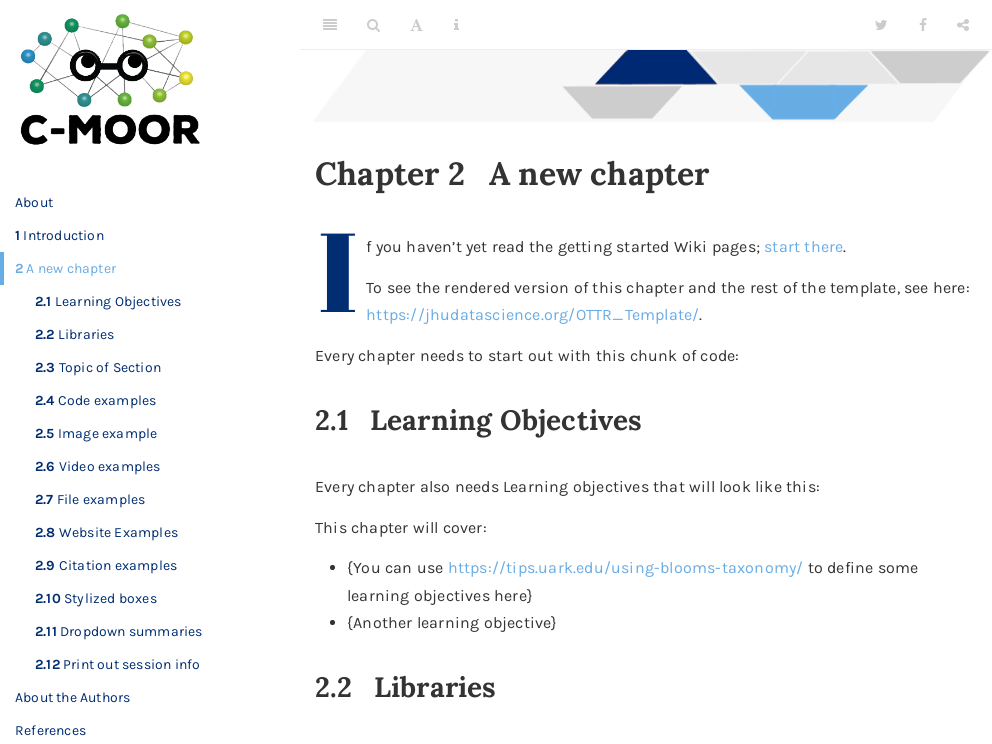 C-MOOR
About
1 Introduction
2 A new chapter
2.1 Learning Objectives
2.2 Libraries
2.3 Topic of Section
2.4 Code examples
2.5 Image example
2.6 Video examples
2.7 File examples
2.8 Website Examples
2.9 Citation examples
2.10 Stylized boxes
2.11 Dropdown summaries
2.12 Print out session info
About the Authors
References
Chapter 2 A new chapter
If you haven’t yet read the getting started Wiki pages; start there.
To see the rendered version of this chapter and the rest of the template, see here:
https://jhudatascience.org/OTTR_Template/.
Every chapter needs to start out with this chunk of code:
2.1 Learning Objectives
Every chapter also needs Learning objectives that will look like this:
This chapter will cover:
• {You can use https://tips.uark.edu/using-blooms-taxonomy/ to define some
learning objectives here}
• {Another learning objective}
2.2 Libraries